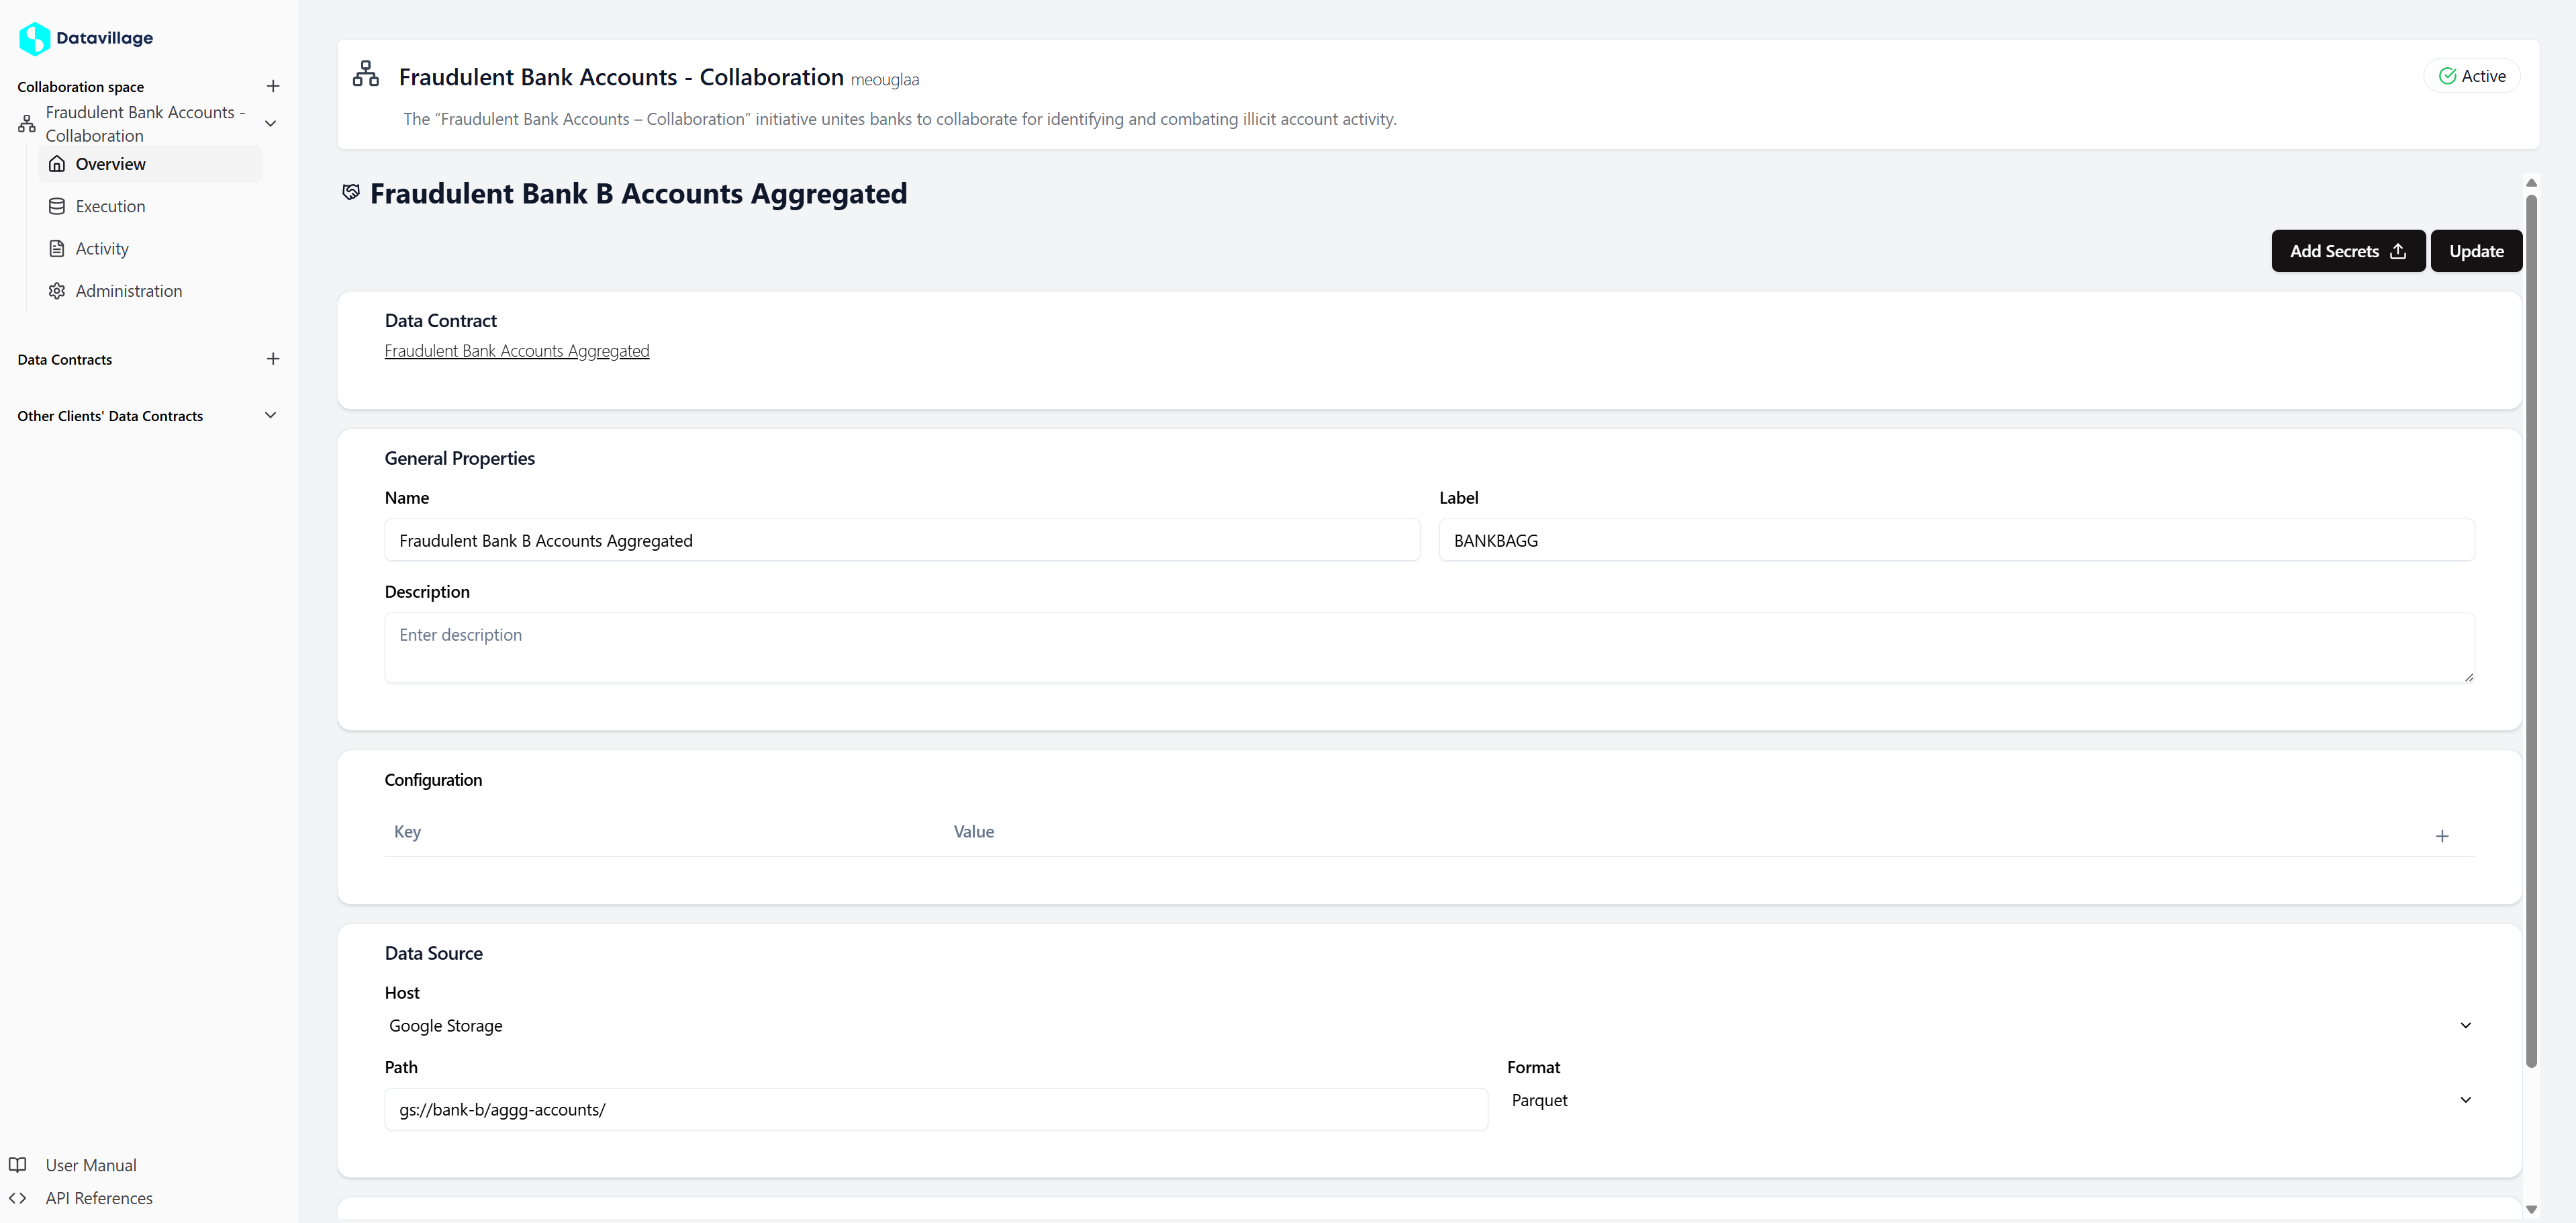 Datavillage
Collaboration space
Fraudulent Bank Accounts -
Collaboration
Overview
Execution
Activity
Administration
Data Contracts
Other Clients' Data Contracts
User Manual
API References
Fraudulent Bank Accounts - Collaboration meouglaa
Active
The “Fraudulent Bank Accounts – Collaboration” initiative unites banks to collaborate for identifying and combating illicit account activity.
Fraudulent Bank B Accounts Aggregated
Add Secrets
Update
Data Contract
Fraudulent Bank Accounts Aggregated
General Properties
Name
Label
Fraudulent Bank B Accounts Aggregated
BANKBAGG
Description
Enter description
Configuration
Key
Value
Data Source
Host
Google Storage
Path
Format
gs://bank-b/aggg-accounts/
Parquet